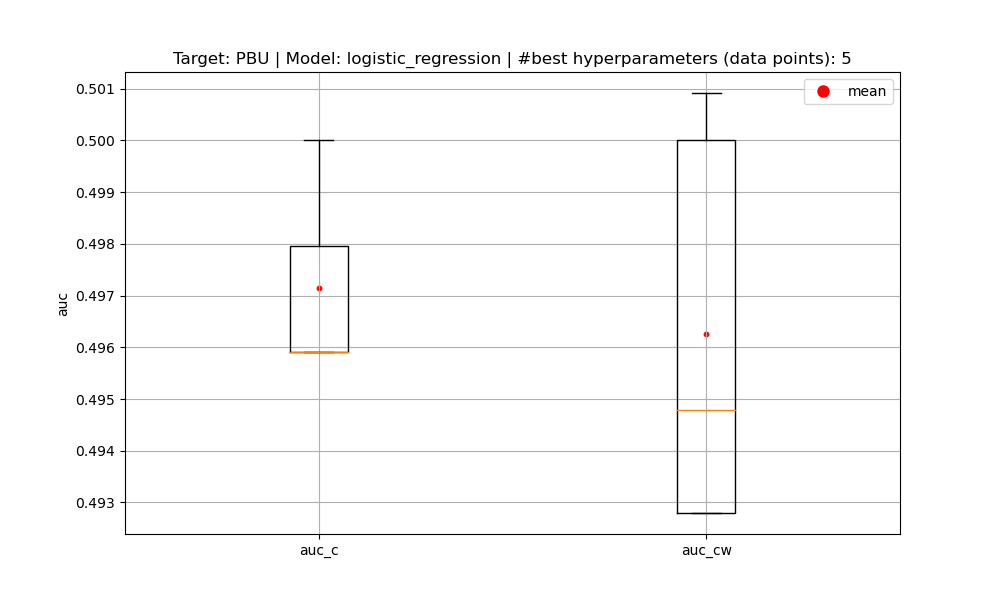 Target: PBU | Model: logistic_regression | #best hyperparameters (data points): 5
mean
0.501
0.500
0.499
0.498
0.497
0.496
0.495
0.494
0.493
auc
auc_c
auc_cw